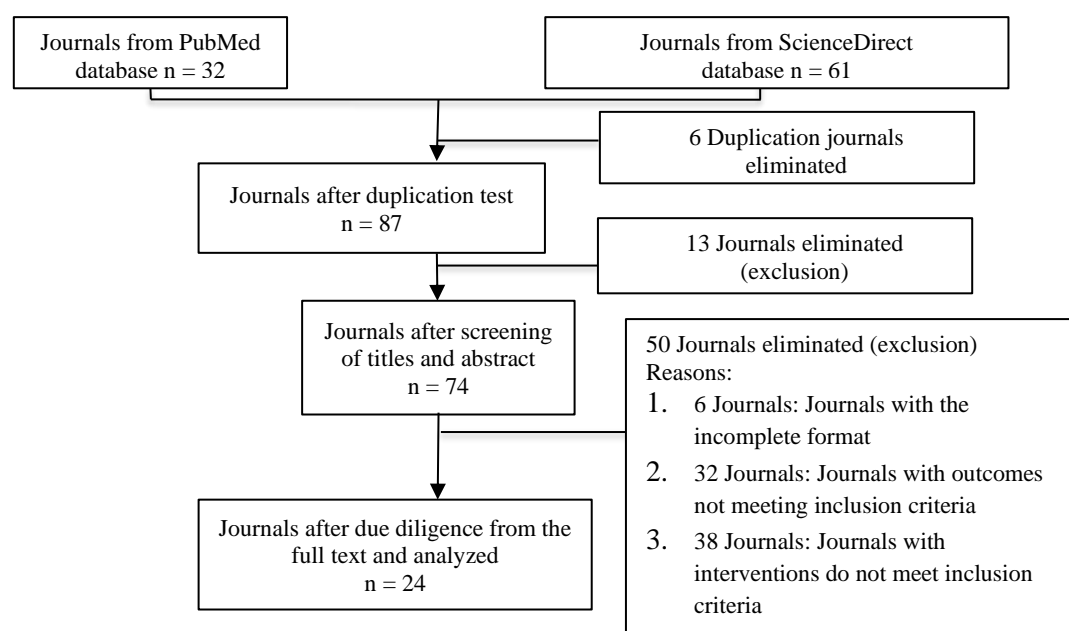 Journals from PubMed
database n = 32
Journals from ScienceDirect
database n = 61
6 Duplication journals
eliminated
Journals after duplication test
n = 87
13 Journals eliminated
(exclusion)
Journals after screening
of titles and abstract
n = 74
50 Journals eliminated (exclusion)
Reasons:
1. 6 Journals: Journals with the
incomplete format
2. 32 Journals: Journals with outcomes
not meeting inclusion criteria
3. 38 Journals: Journals with
interventions do not meet inclusion
criteria
Journals after due diligence from the
full text and analyzed
n = 24